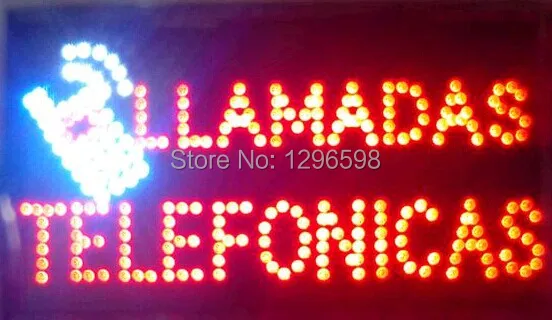 LLAMADAS
Store No: 1296598
TELEFONICAS